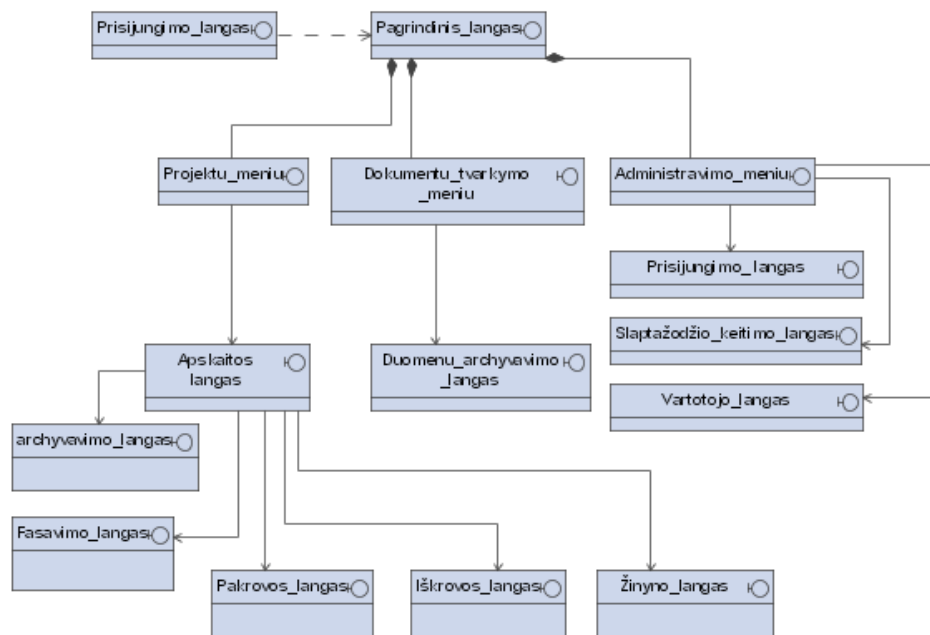 Prisijungimo_langas
Pagrindinis_langas
Projektu_meniu
Dokumentu_tvarkymo
_meniu
Administravimo_meniu
Prisijungimo_langas
Slaptažodžio_keitimo_langas
Vartotojo_langas
Apskaitos
langas
Duomenu_archyvavimo
_langas
archyvavimo_langas
Fasavimo_langas
Pakrovos_langas
Iškrovos_langas
Žinyno_langas